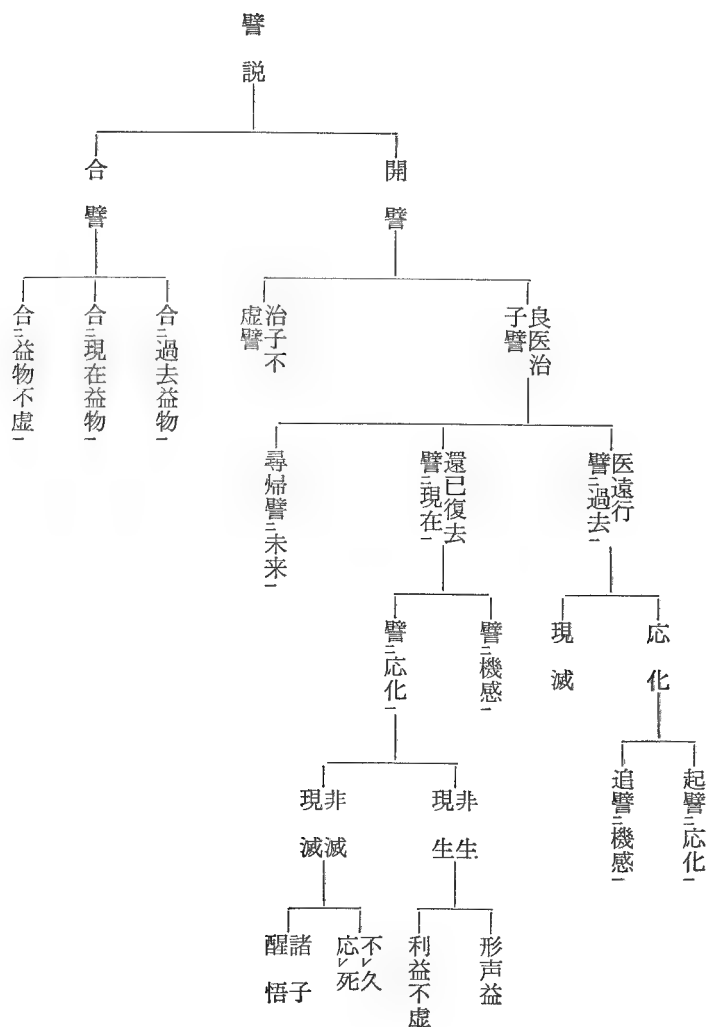 譬説
開譬
合譬
良医治
子譬
治子不
虚譬
合二過去益物一
合二現在益物一
合二益物不虚一
医遠行
譬二過去一
還已復去
譬二現在一
尋帰譬二未来一
応化
現滅
譬二機感一
譬二応化一
起譬二応化一
追譬二機感一
非生
現生
非滅
現滅
形声益
利益不虚
不レ久
応レ死
諸子
醒悟